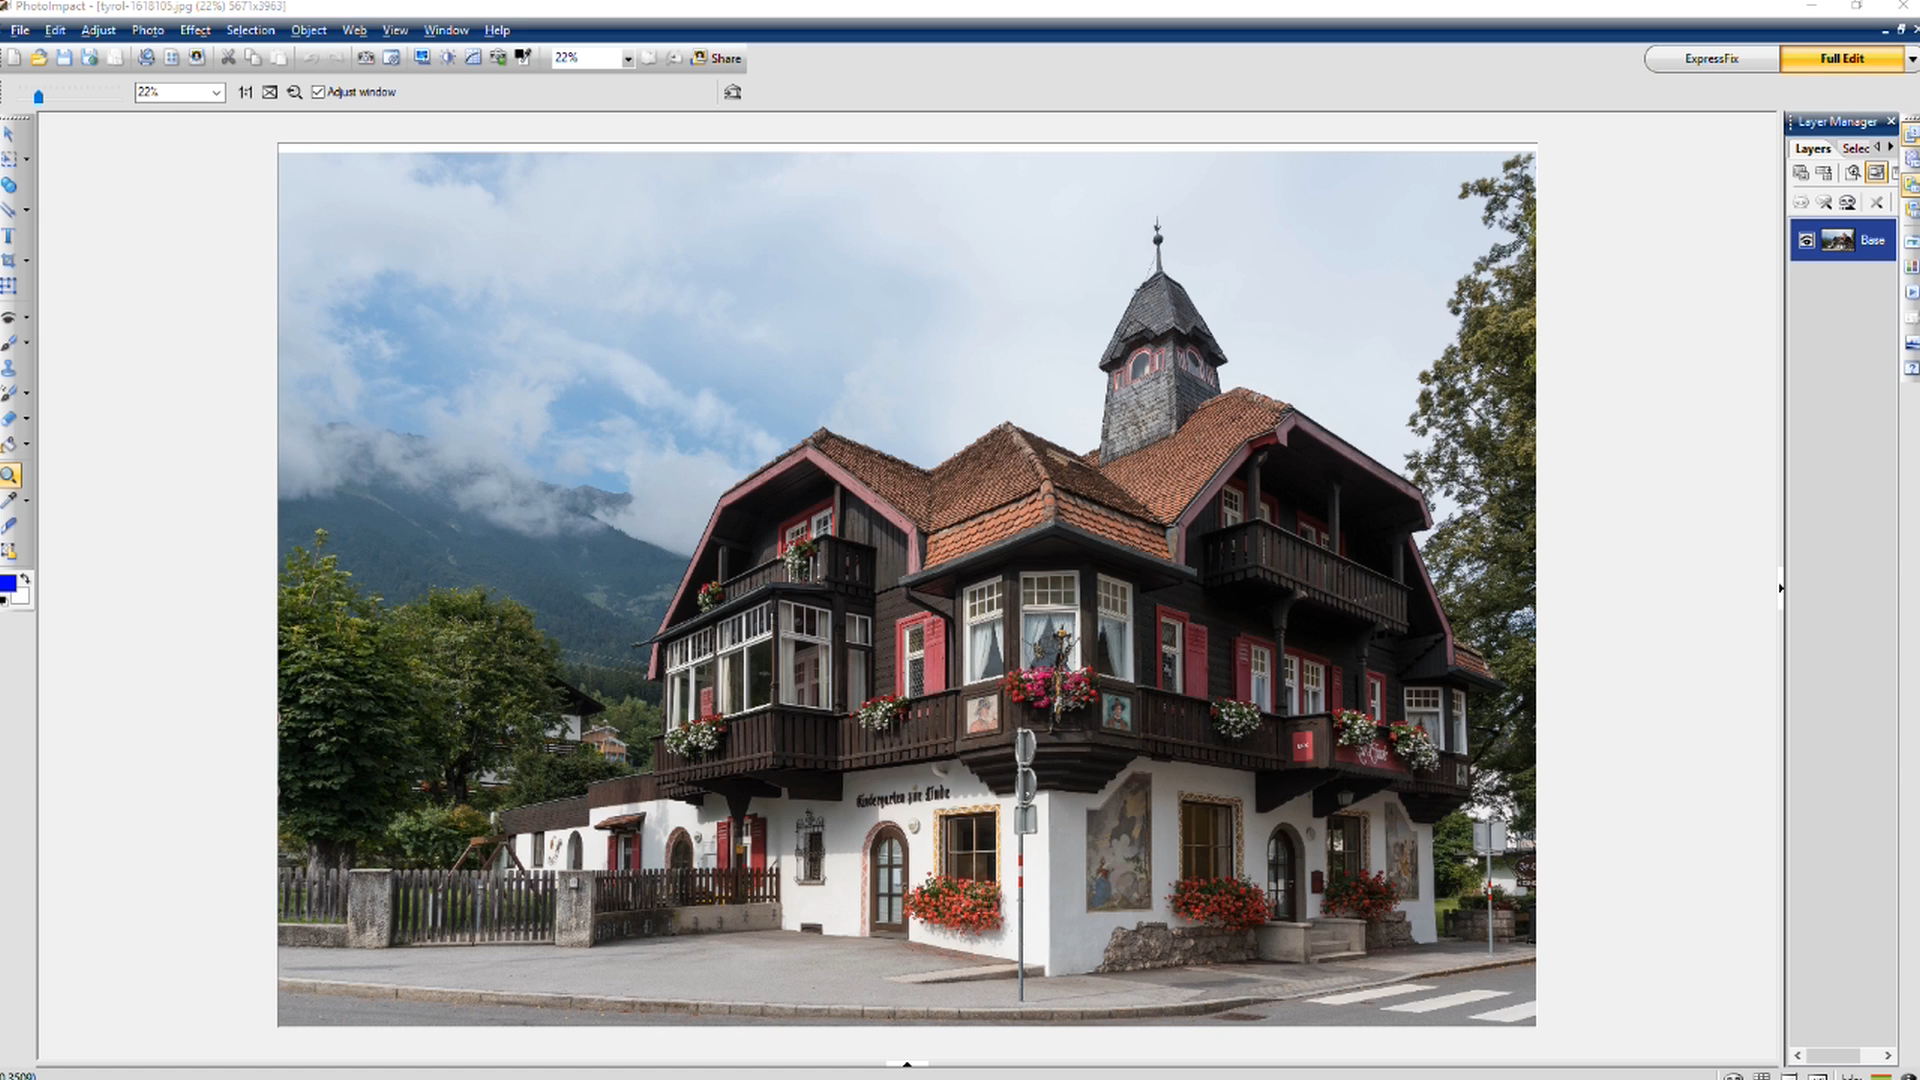 PhotoImpact - [tyrol-1618105.jpg (22%) 5671x3963]
File Edit Adjust Photo Effect Selection Object Web View Window Help
22% Share ExpressFix Full Edit
22% 1:1 Adjust window
Layer Manager
Layers Selec
Base
Kindergarten zur Linde